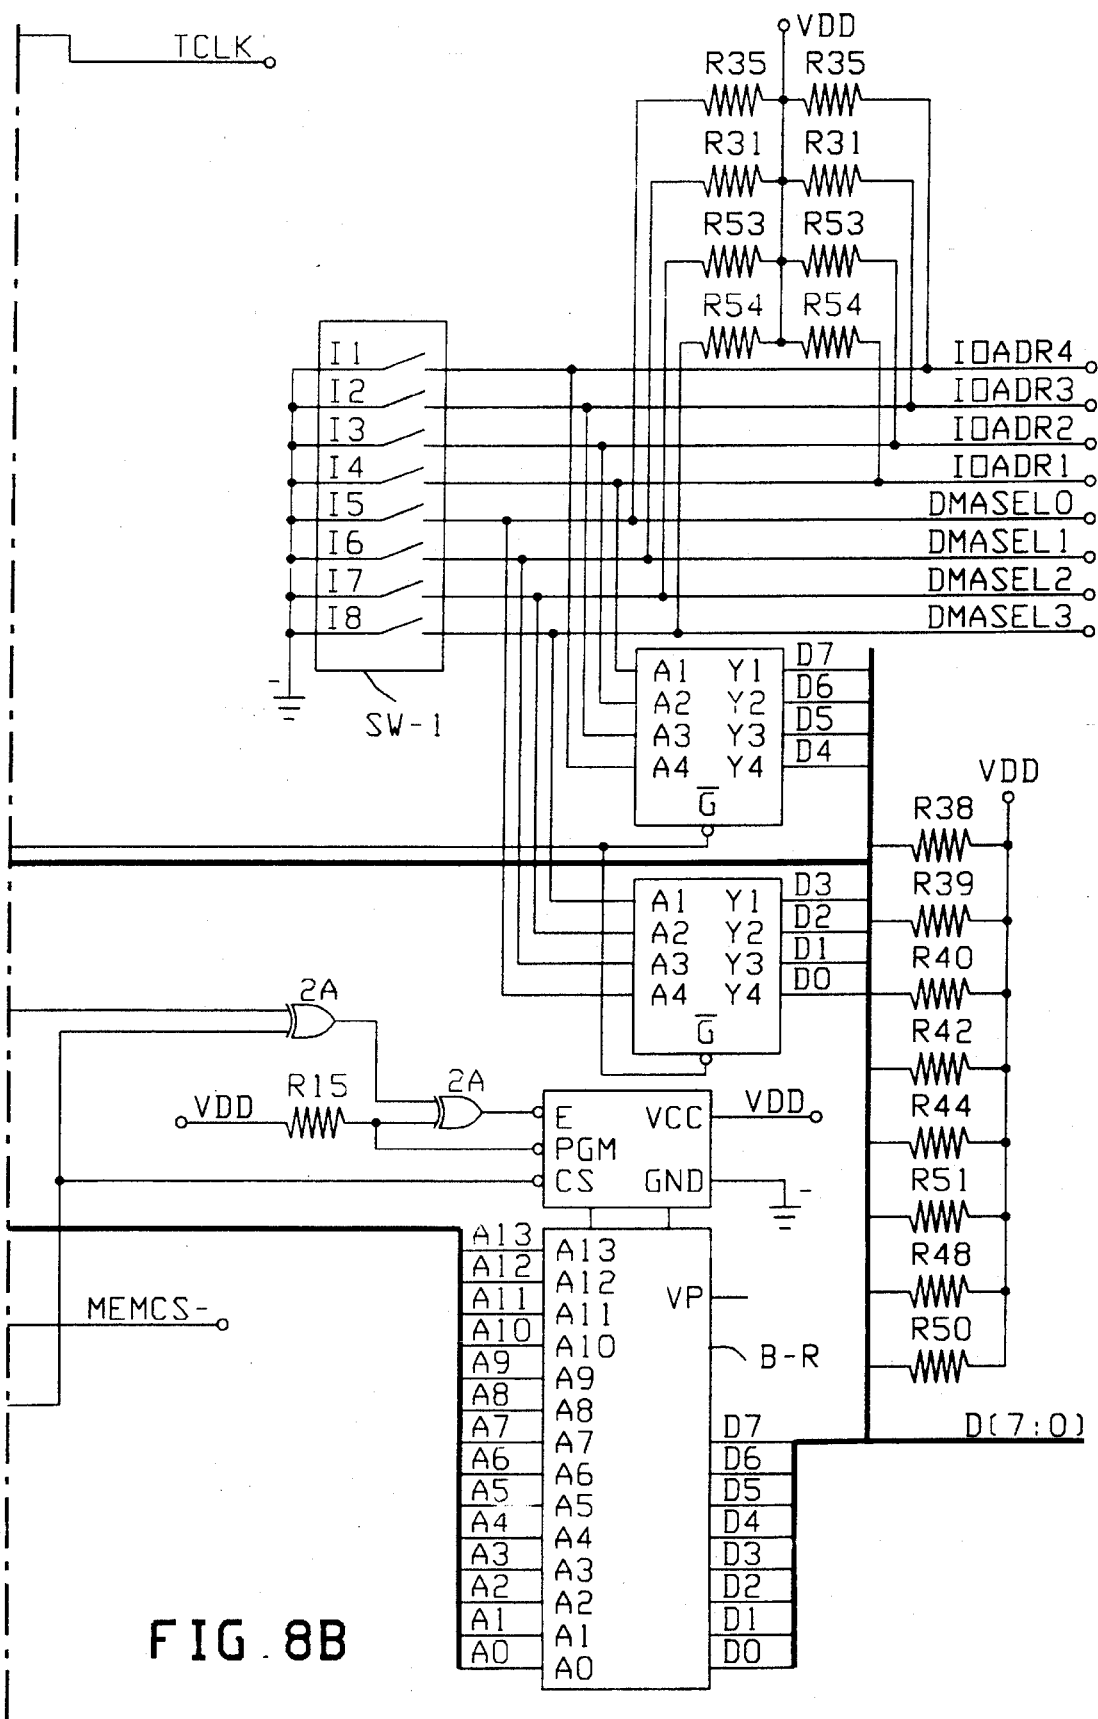 TCLK
VDD
R35 R35
R31 R31
R53 R53
R54 R54
I1 IOADR4
I2 IOADR3
I3 IOADR2
I4 IOADR1
I5 DMASEL0
I6 DMASEL1
I7 DMASEL2
I8 DMASEL3
SW-1
A1 Y1 D7
A2 Y2 D6
A3 Y3 D5
A4 Y4 D4
G
VDD
R38
R39
R40
R42
R44
R51
R48
R50
A1 Y1 D3
A2 Y2 D2
A3 Y3 D1
A4 Y4 D0
G
2A
R15
VDD
2A
E VCC VDD
PGM
CS GND
A13 A13
A12 A12
A11 A11
A10 A10
A9 A9
A8 A8
A7 A7
A6 A6
A5 A5
A4 A4
A3 A3
A2 A2
A1 A1
A0 A0
VP
B-R
MEMCS-
D(7:0)
D7
D6
D5
D4
D3
D2
D1
D0
FIG. 8B